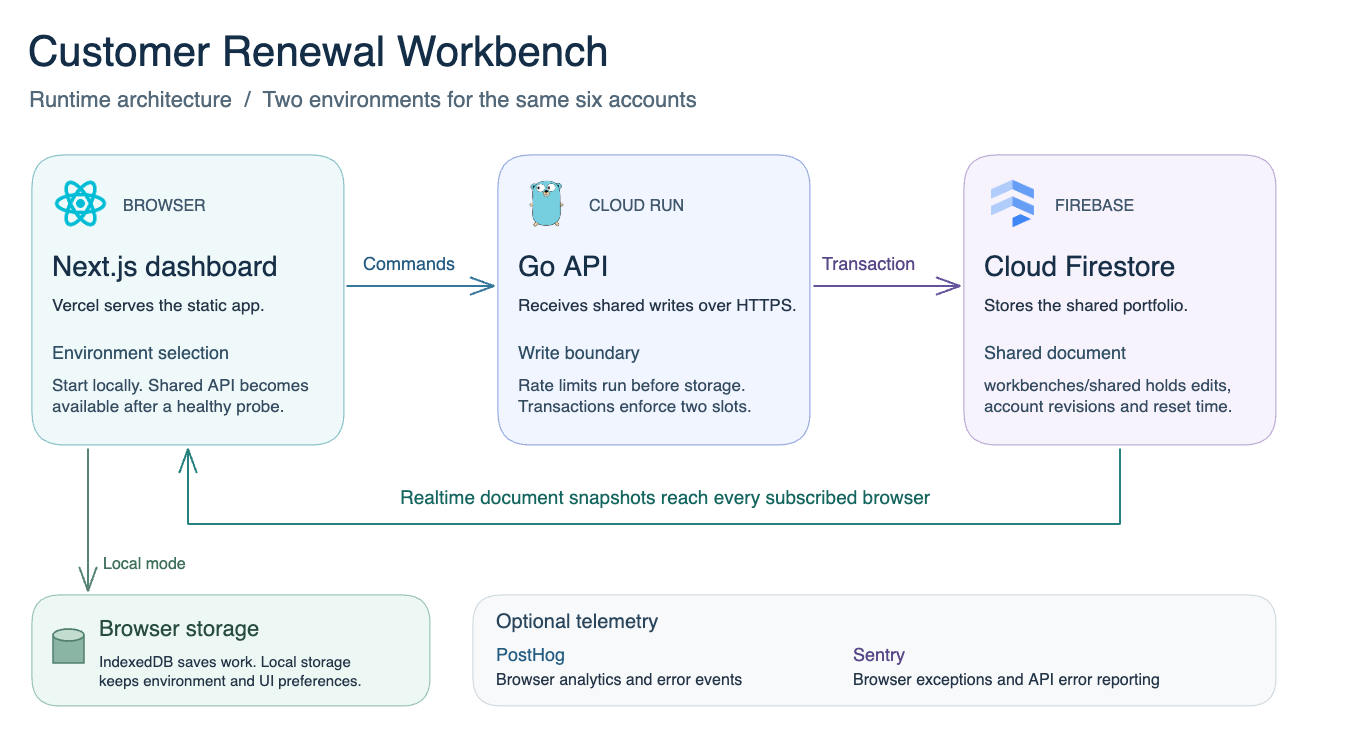 Customer Renewal Workbench
Runtime architecture / Two environments for the same six accounts
BROWSER
Next.js dashboard
Vercel serves the static app.
Environment selection
Start locally. Shared API becomes
available after a healthy probe.
Commands
CLOUD RUN
Go API
Receives shared writes over HTTPS.
Write boundary
Rate limits run before storage.
Transactions enforce two slots.
Transaction
FIREBASE
Cloud Firestore
Stores the shared portfolio.
Shared document
workbenches/shared holds edits,
account revisions and reset time.
Realtime document snapshots reach every subscribed browser
Local mode
Browser storage
IndexedDB saves work. Local storage
keeps environment and UI preferences.
Optional telemetry
PostHog
Browser analytics and error events
Sentry
Browser exceptions and API error reporting